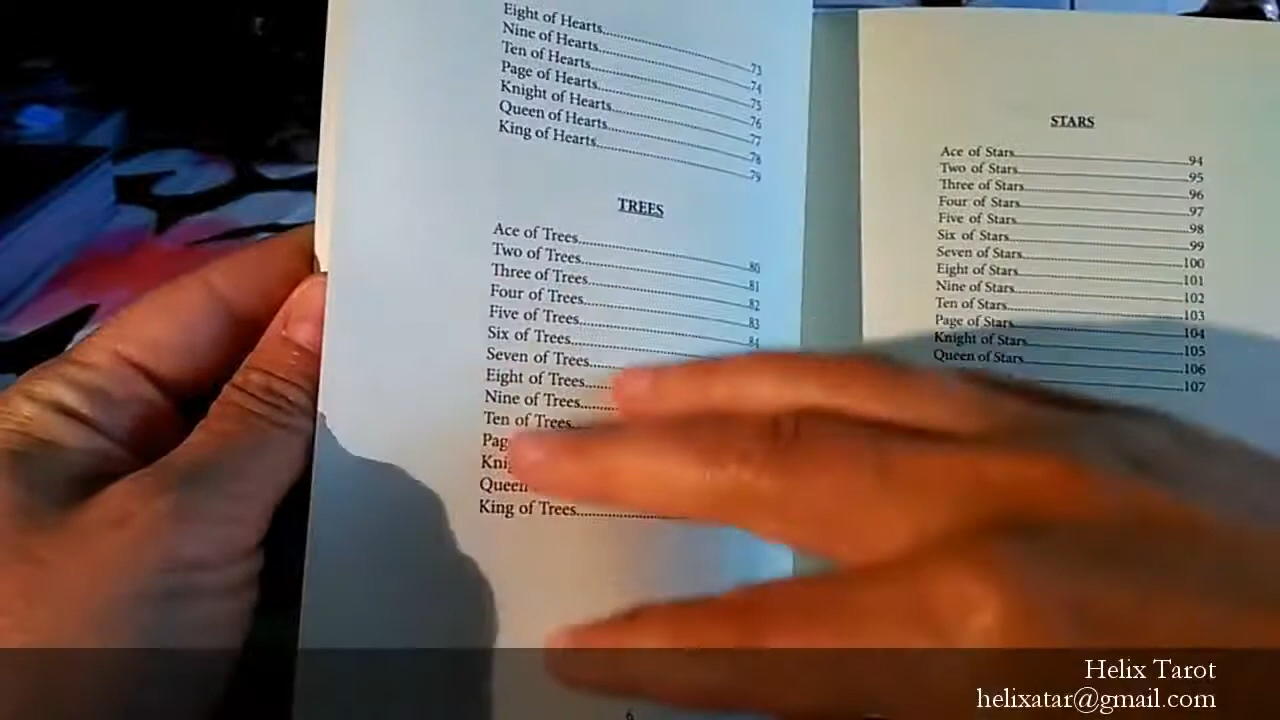 Eight of Hearts 73
Nine of Hearts 74
Ten of Hearts 75
Page of Hearts 76
Knight of Hearts 77
Queen of Hearts 78
King of Hearts 79
TREES
Ace of Trees 80
Two of Trees 81
Three of Trees 82
Four of Trees 83
Five of Trees 84
Six of Trees
Seven of Trees
Eight of Trees
Nine of Trees
Ten of Trees
Queen
King of Trees
6
STARS
Ace of Stars 94
Two of Stars 95
Three of Stars 96
Four of Stars 97
Five of Stars 98
Six of Stars 99
Seven of Stars 100
Eight of Stars 101
Nine of Stars 102
Ten of Stars 103
Page of Stars 104
Knight of Stars 105
Queen of Stars 106
107
Helix Tarot
helixatar@gmail.com